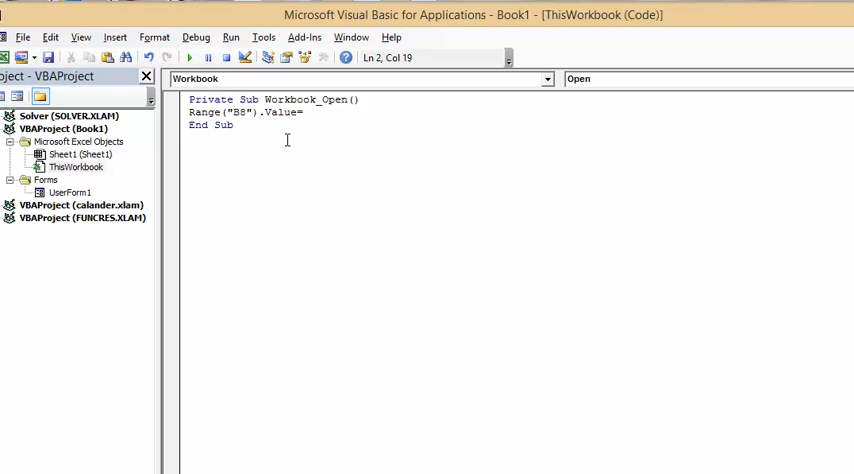 Microsoft Visual Basic for Applications - Book1 - [ThisWorkbook (Code)]
File Edit View Insert Format Debug Run Tools Add-Ins Window Help
Ln 2, Col 19
oject - VBAProject
Workbook
Open
Solver (SOLVER.XLAM)
VBAProject (Book1)
Microsoft Excel Objects
Sheet1 (Sheet1)
ThisWorkbook
Forms
UserForm1
VBAProject (calander.xlam)
VBAProject (FUNCRES.XLAM)
Private Sub Workbook_Open()
Range("B8").Value=
End Sub